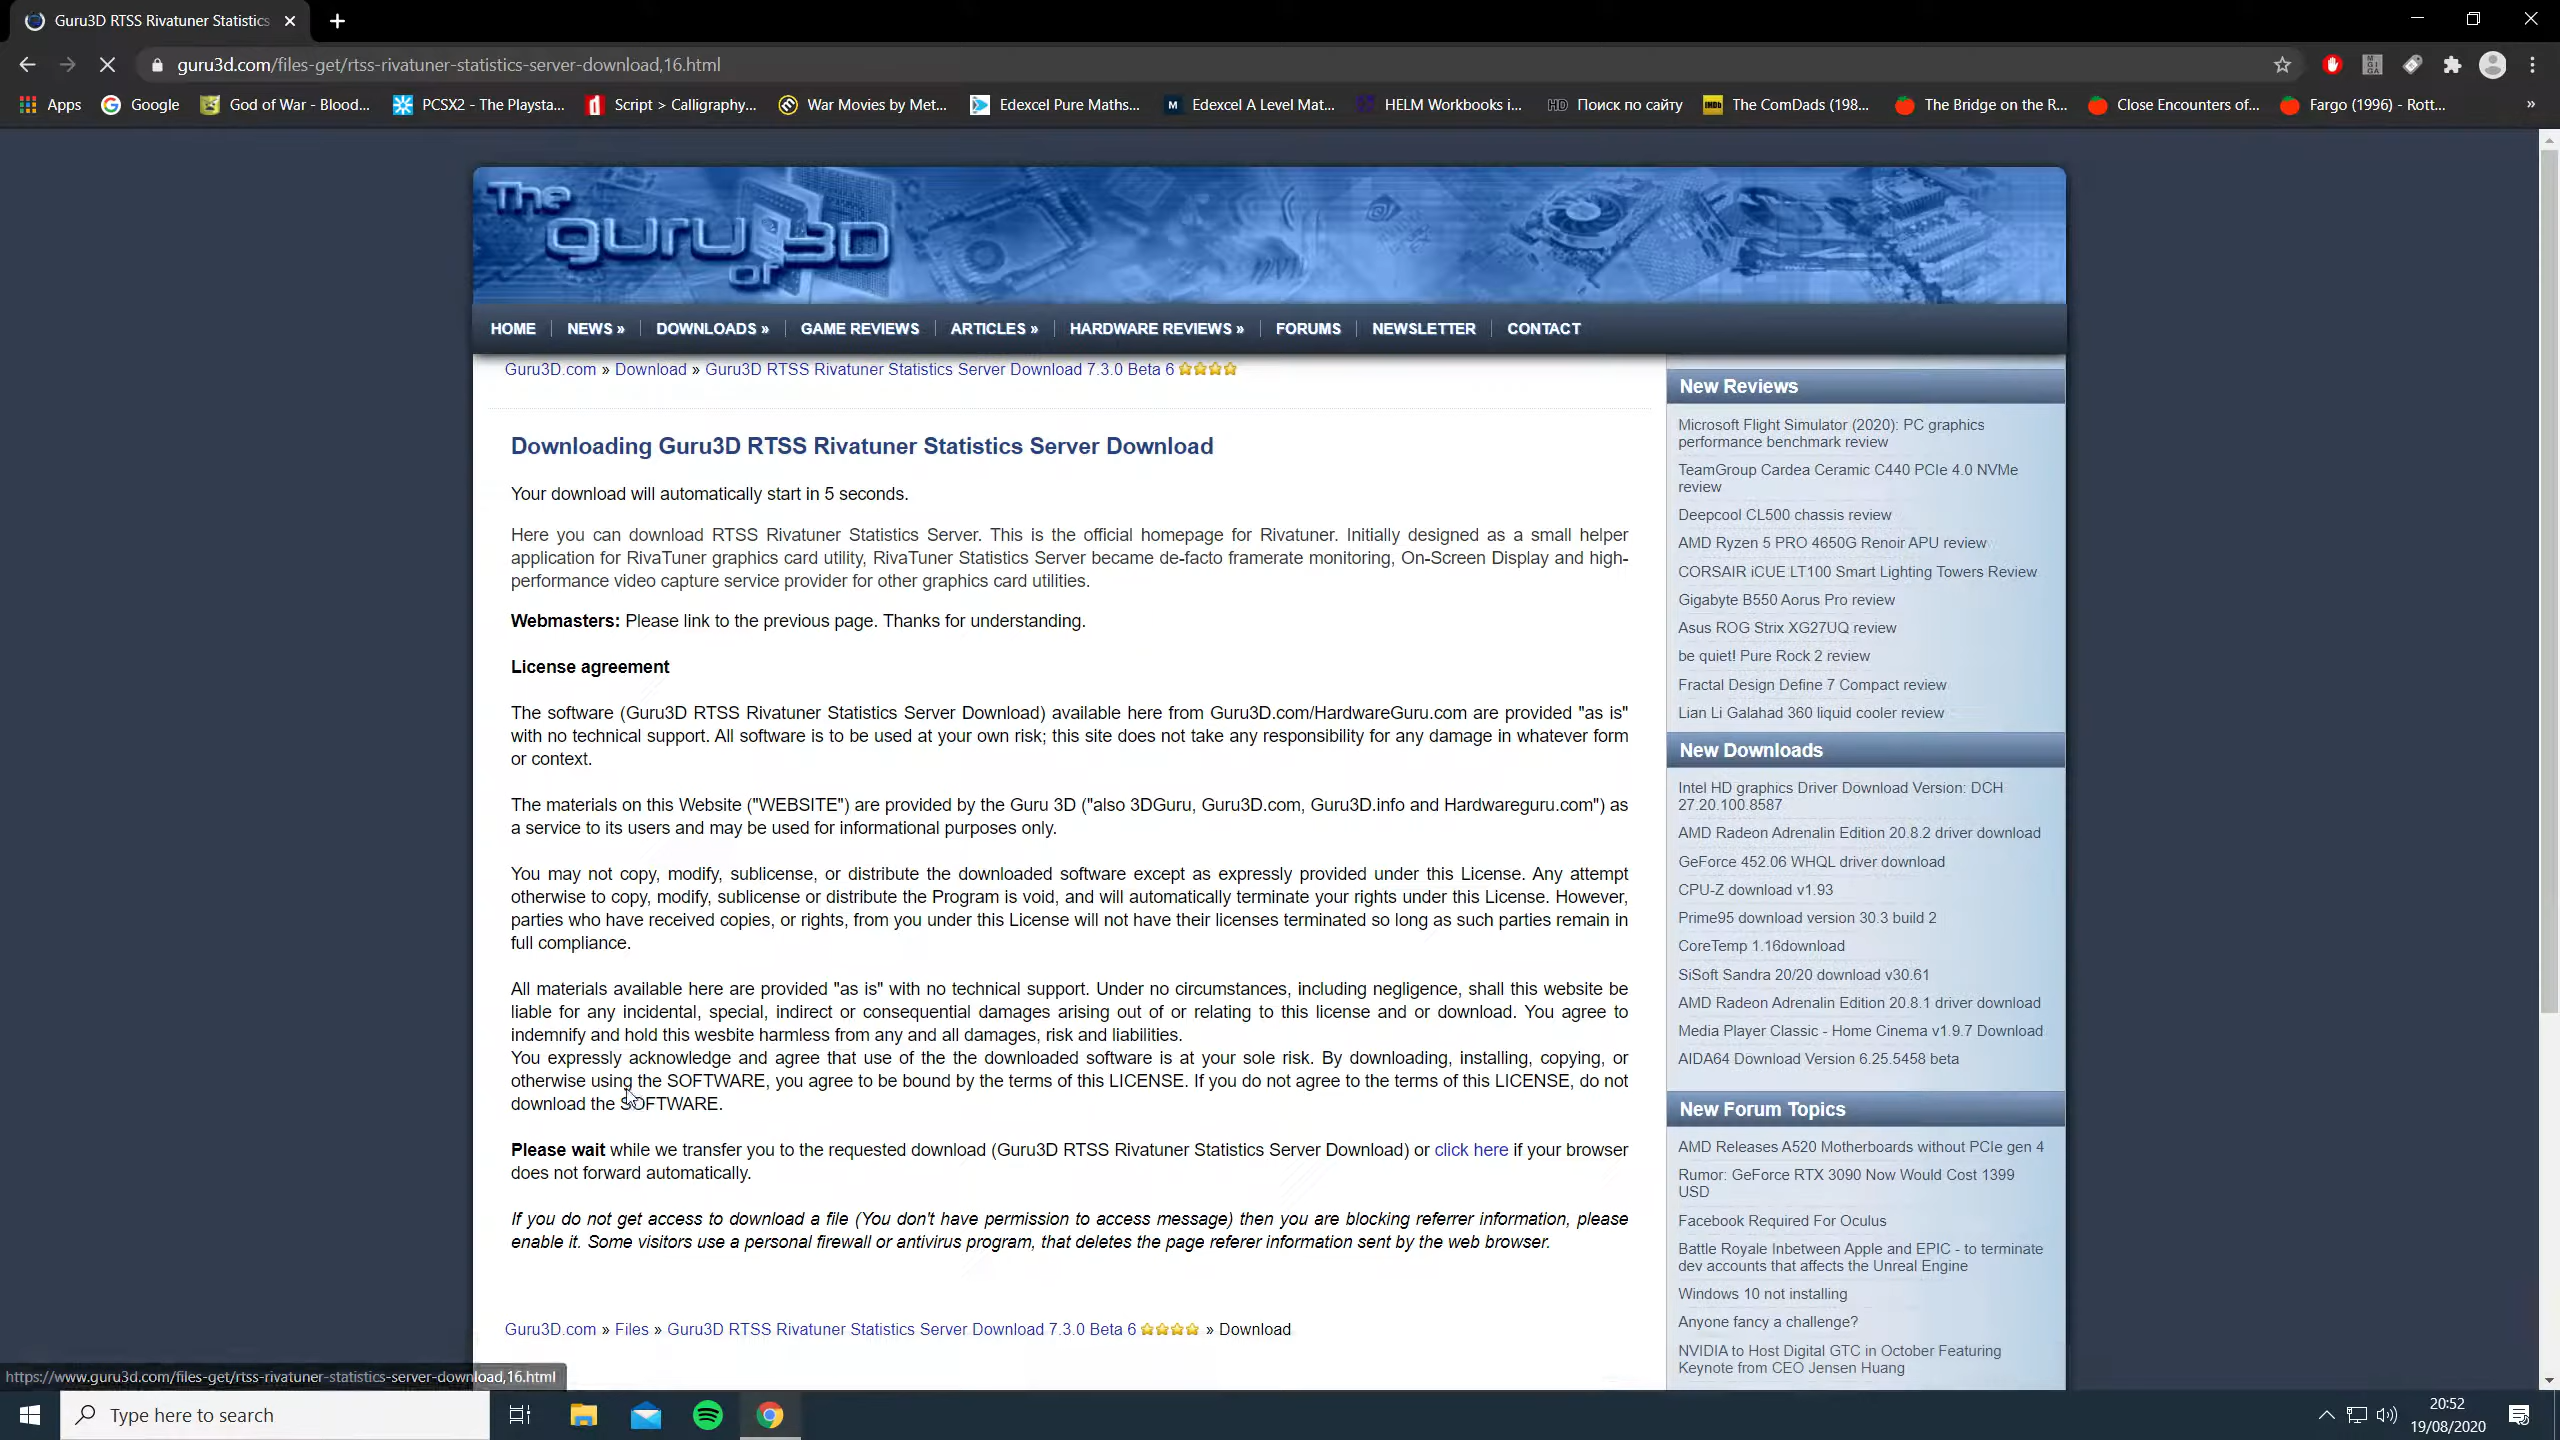 Guru3D RTSS Rivatuner Statistics
guru3d.com/files-get/rtss-rivatuner-statistics-server-download,16.html
Apps
Google
God of War - Blood...
PCSX2 - The Playsta...
Script > Calligraphy...
War Movies by Met...
Edexcel Pure Maths...
Edexcel A Level Mat...
HELM Workbooks i...
HD Поиск по сайту
IMDb The ComDads (198...
The Bridge on the R...
Close Encounters of...
Fargo (1996) - Rott...
»
The
guru 3D
of
HOME
NEWS »
DOWNLOADS »
GAME REVIEWS
ARTICLES »
HARDWARE REVIEWS »
FORUMS
NEWSLETTER
CONTACT
Guru3D.com » Download » Guru3D RTSS Rivatuner Statistics Server Download 7.3.0 Beta 6
Downloading Guru3D RTSS Rivatuner Statistics Server Download
Your download will automatically start in 5 seconds.
Here you can download RTSS Rivatuner Statistics Server. This is the official homepage for Rivatuner. Initially designed as a small helper
application for RivaTuner graphics card utility, RivaTuner Statistics Server became de-facto framerate monitoring, On-Screen Display and high-
performance video capture service provider for other graphics card utilities.
Webmasters: Please link to the previous page. Thanks for understanding.
License agreement
The software (Guru3D RTSS Rivatuner Statistics Server Download) available here from Guru3D.com/HardwareGuru.com are provided "as is"
with no technical support. All software is to be used at your own risk; this site does not take any responsibility for any damage in whatever form
or context.
The materials on this Website ("WEBSITE") are provided by the Guru 3D ("also 3DGuru, Guru3D.com, Guru3D.info and Hardwareguru.com") as
a service to its users and may be used for informational purposes only.
You may not copy, modify, sublicense, or distribute the downloaded software except as expressly provided under this License. Any attempt
otherwise to copy, modify, sublicense or distribute the Program is void, and will automatically terminate your rights under this License. However,
parties who have received copies, or rights, from you under this License will not have their licenses terminated so long as such parties remain in
full compliance.
All materials available here are provided "as is" with no technical support. Under no circumstances, including negligence, shall this website be
liable for any incidental, special, indirect or consequential damages arising out of or relating to this license and or download. You agree to
indemnify and hold this wesbite harmless from any and all damages, risk and liabilities.
You expressly acknowledge and agree that use of the the downloaded software is at your sole risk. By downloading, installing, copying, or
otherwise using the SOFTWARE, you agree to be bound by the terms of this LICENSE. If you do not agree to the terms of this LICENSE, do not
download the SOFTWARE.
Please wait while we transfer you to the requested download (Guru3D RTSS Rivatuner Statistics Server Download) or click here if your browser
does not forward automatically.
If you do not get access to download a file (You don't have permission to access message) then you are blocking referrer information, please
enable it. Some visitors use a personal firewall or antivirus program, that deletes the page referer information sent by the web browser.
Guru3D.com » Files » Guru3D RTSS Rivatuner Statistics Server Download 7.3.0 Beta 6 » Download
New Reviews
Microsoft Flight Simulator (2020): PC graphics
performance benchmark review
TeamGroup Cardea Ceramic C440 PCIe 4.0 NVMe
review
Deepcool CL500 chassis review
AMD Ryzen 5 PRO 4650G Renoir APU review
CORSAIR iCUE LT100 Smart Lighting Towers Review
Gigabyte B550 Aorus Pro review
Asus ROG Strix XG27UQ review
be quiet! Pure Rock 2 review
Fractal Design Define 7 Compact review
Lian Li Galahad 360 liquid cooler review
New Downloads
Intel HD graphics Driver Download Version: DCH
27.20.100.8587
AMD Radeon Adrenalin Edition 20.8.2 driver download
GeForce 452.06 WHQL driver download
CPU-Z download v1.93
Prime95 download version 30.3 build 2
CoreTemp 1.16download
SiSoft Sandra 20/20 download v30.61
AMD Radeon Adrenalin Edition 20.8.1 driver download
Media Player Classic - Home Cinema v1.9.7 Download
AIDA64 Download Version 6.25.5458 beta
New Forum Topics
AMD Releases A520 Motherboards without PCIe gen 4
Rumor: GeForce RTX 3090 Now Would Cost 1399
USD
Facebook Required For Oculus
Battle Royale Inbetween Apple and EPIC - to terminate
dev accounts that affects the Unreal Engine
Windows 10 not installing
Anyone fancy a challenge?
NVIDIA to Host Digital GTC in October Featuring
Keynote from CEO Jensen Huang
https://www.guru3d.com/files-get/rtss-rivatuner-statistics-server-download,16.html
Type here to search
20:52
19/08/2020